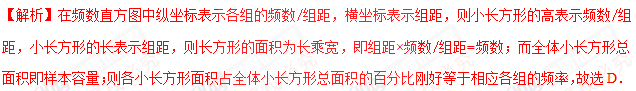 【解析】在频数直方图中纵坐标表示各组的频数/组距，横坐标表示组距，则小长方形的高表示频数/组
距，小长方形的长表示组距，则长方形的面积为长乘宽，即组距×频数/组距=频数；而全体小长方形总
面积即样本容量；则各小长方形面积占全体小长方形总面积的百分比刚好等于相应各组的频率，故选 D．